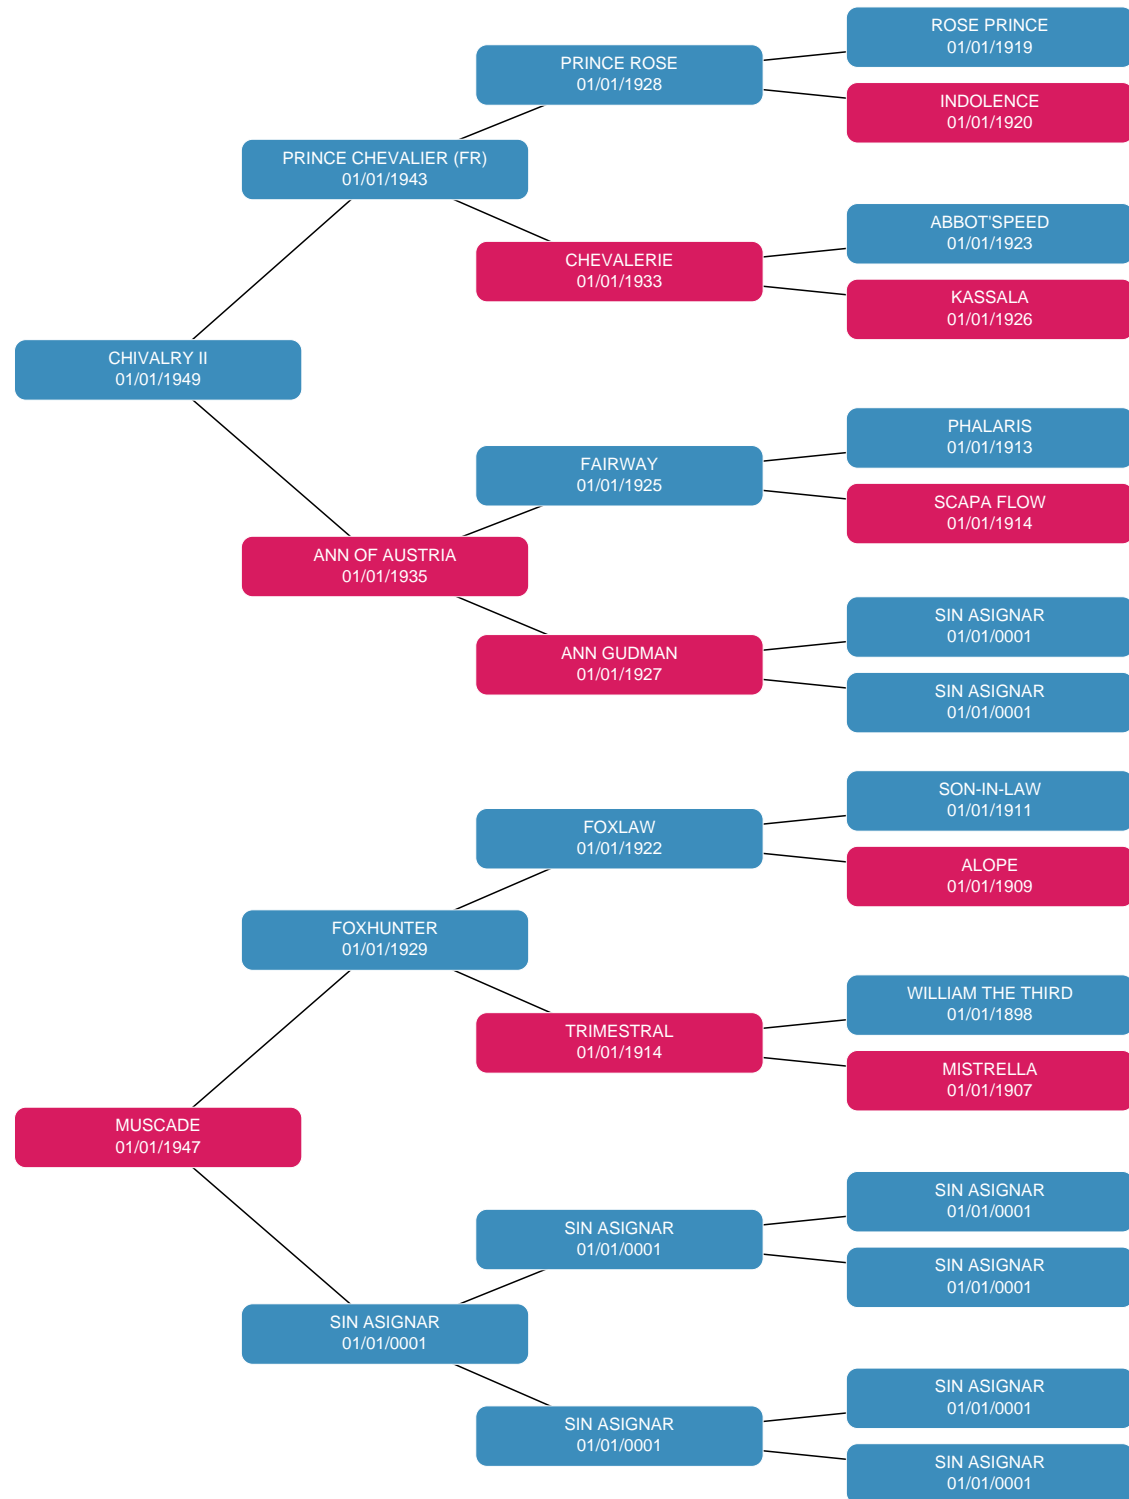 ROSE PRINCE
01/01/1919
PRINCE ROSE
01/01/1928
INDOLENCE
01/01/1920
PRINCE CHEVALIER (FR)
01/01/1943
ABBOT'SPEED
01/01/1923
CHEVALERIE
01/01/1933
KASSALA
01/01/1926
CHIVALRY II
01/01/1949
PHALARIS
01/01/1913
FAIRWAY
01/01/1925
SCAPA FLOW
01/01/1914
ANN OF AUSTRIA
01/01/1935
SIN ASIGNAR
01/01/0001
ANN GUDMAN
01/01/1927
SIN ASIGNAR
01/01/0001
SON-IN-LAW
01/01/1911
FOXLAW
01/01/1922
ALOPE
01/01/1909
FOXHUNTER
01/01/1929
WILLIAM THE THIRD
01/01/1898
TRIMESTRAL
01/01/1914
MISTRELLA
01/01/1907
MUSCADE
01/01/1947
SIN ASIGNAR
01/01/0001
SIN ASIGNAR
01/01/0001
SIN ASIGNAR
01/01/0001
SIN ASIGNAR
01/01/0001
SIN ASIGNAR
01/01/0001
SIN ASIGNAR
01/01/0001
SIN ASIGNAR
01/01/0001